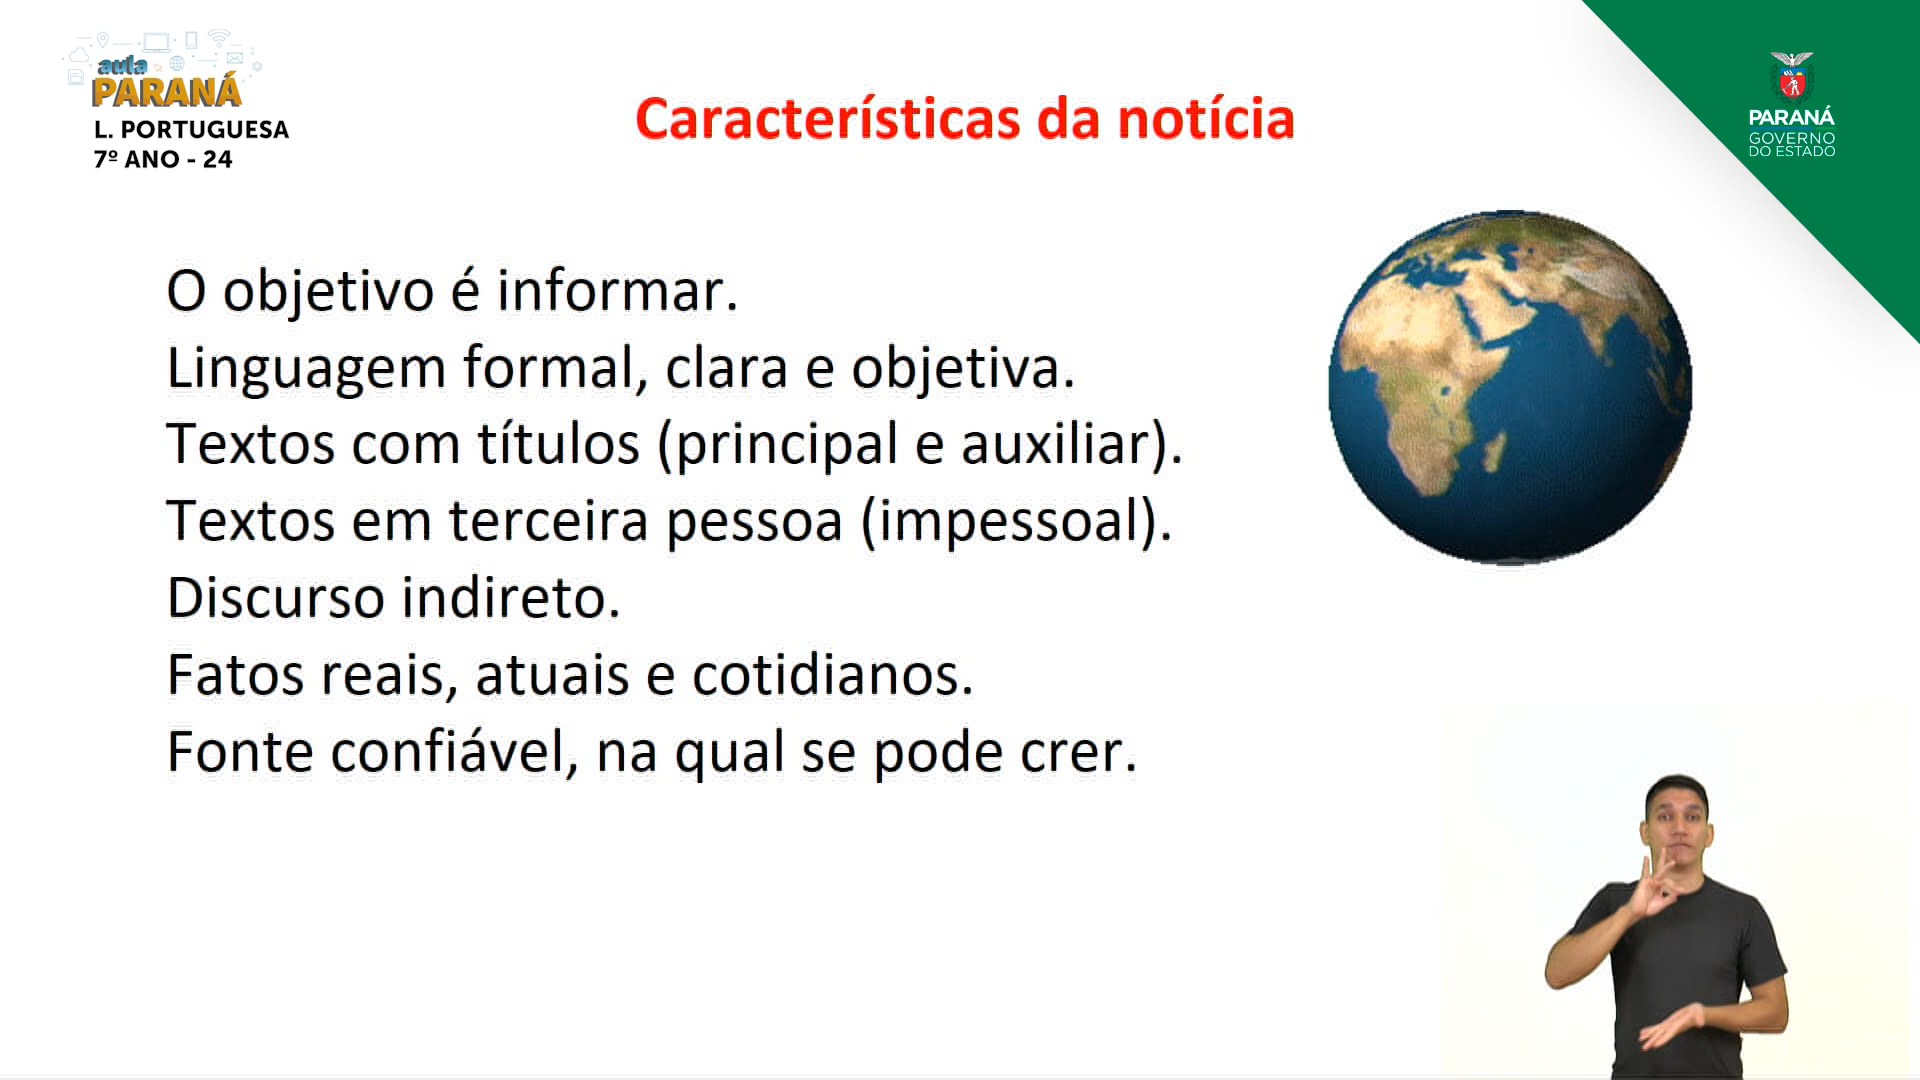 aula
PARANÁ
L. PORTUGUESA
7º ANO - 24
Características da notícia
PARANÁ
GOVERNO
DO ESTADO
O objetivo é informar.
Linguagem formal, clara e objetiva.
Textos com títulos (principal e auxiliar).
Textos em terceira pessoa (impessoal).
Discurso indireto.
Fatos reais, atuais e cotidianos.
Fonte confiável, na qual se pode crer.